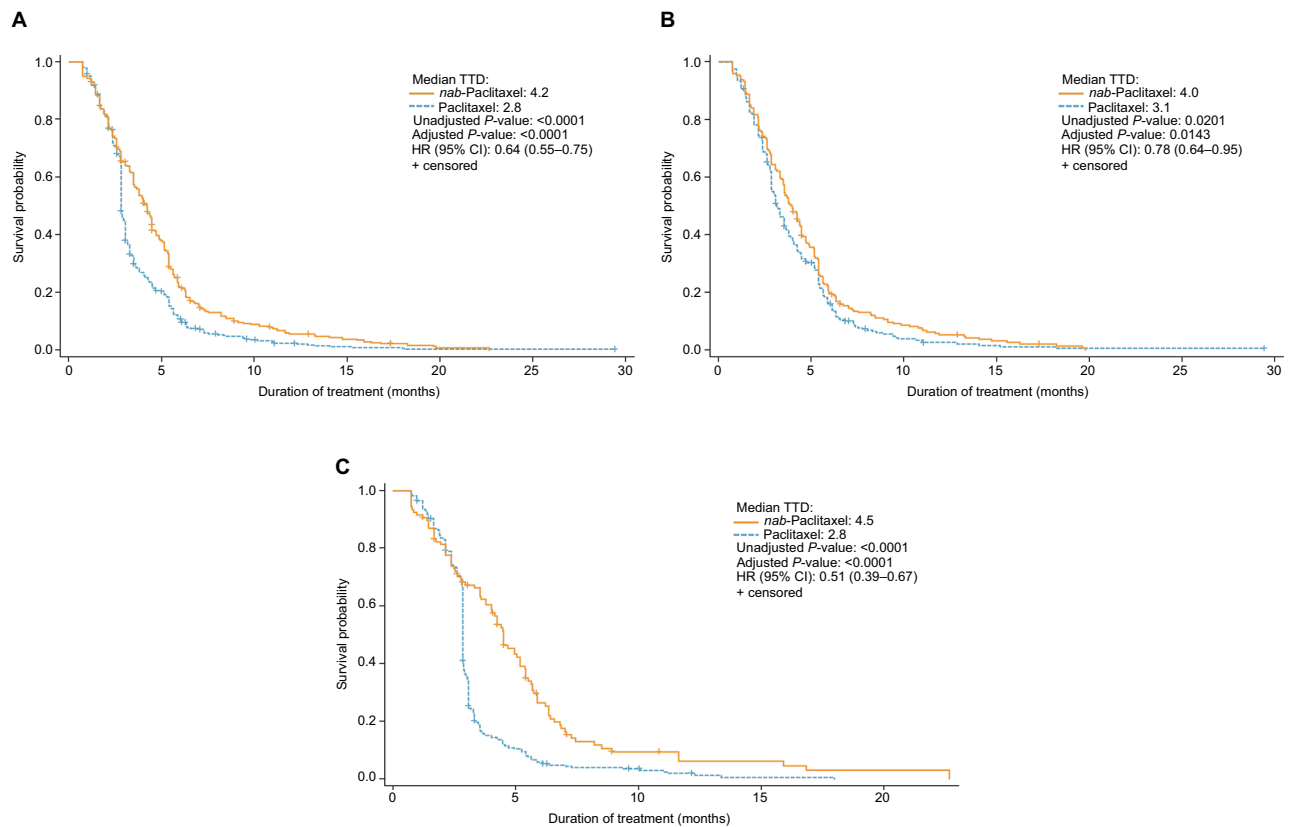 A
Survival probability
1.0
0.8
0.6
0.4
0.2
0.0
0 5 10 15 20 25 30
Duration of treatment (months)
Median TTD:
nab-Paclitaxel: 4.2
Paclitaxel: 2.8
Unadjusted P-value: <0.0001
Adjusted P-value: <0.0001
HR (95% CI): 0.64 (0.55–0.75)
+ censored
B
Survival probability
1.0
0.8
0.6
0.4
0.2
0.0
0 5 10 15 20 25 30
Duration of treatment (months)
Median TTD:
nab-Paclitaxel: 4.0
Paclitaxel: 3.1
Unadjusted P-value: 0.0201
Adjusted P-value: 0.0143
HR (95% CI): 0.78 (0.64–0.95)
+ censored
C
Survival probability
1.0
0.8
0.6
0.4
0.2
0.0
0 5 10 15 20
Duration of treatment (months)
Median TTD:
nab-Paclitaxel: 4.5
Paclitaxel: 2.8
Unadjusted P-value: <0.0001
Adjusted P-value: <0.0001
HR (95% CI): 0.51 (0.39–0.67)
+ censored